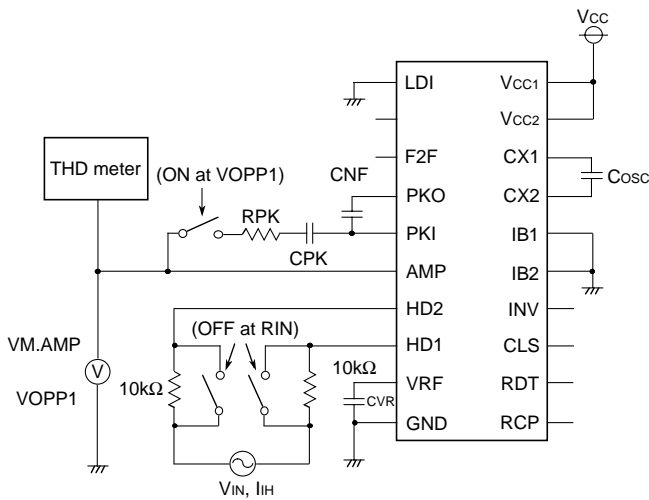 VCC
LDI
VCC1
VCC2
THD meter
(ON at VOPP1)
F2F
CX1
CNF
COSC
PKO
CX2
RPK
PKI
IB1
CPK
AMP
IB2
HD2
INV
(OFF at RIN)
VM.AMP
HD1
CLS
10kΩ
10kΩ
V
VOPP1
VRF
RDT
CVR
GND
RCP
VIN, IIH